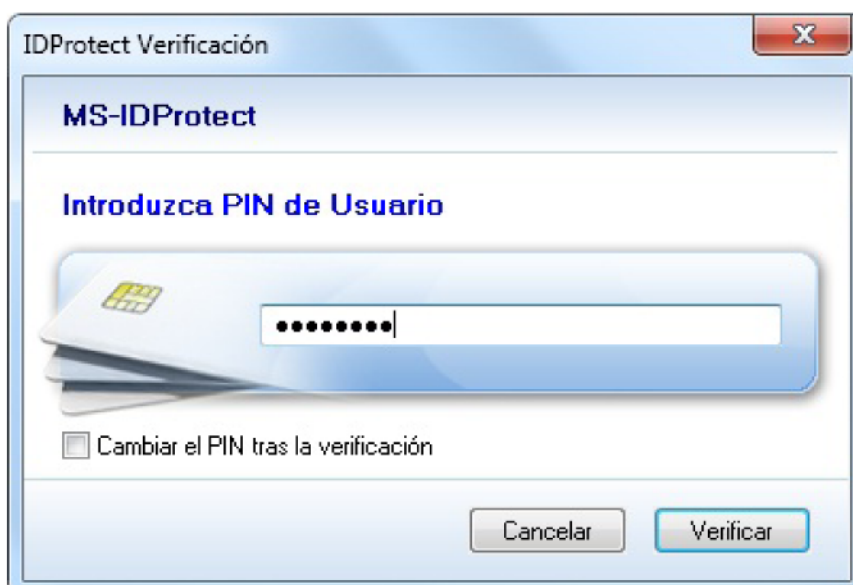 IDProtect Verificación
MS-IDProtect
Introduzca PIN de Usuario
••••••••
Cambiar el PIN tras la verificación
Cancelar
Verificar